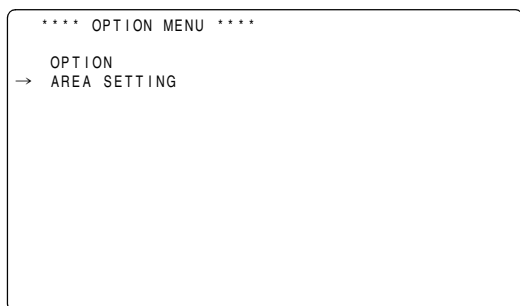 **** OPTION MENU ****
OPTION
→ AREA SETTING